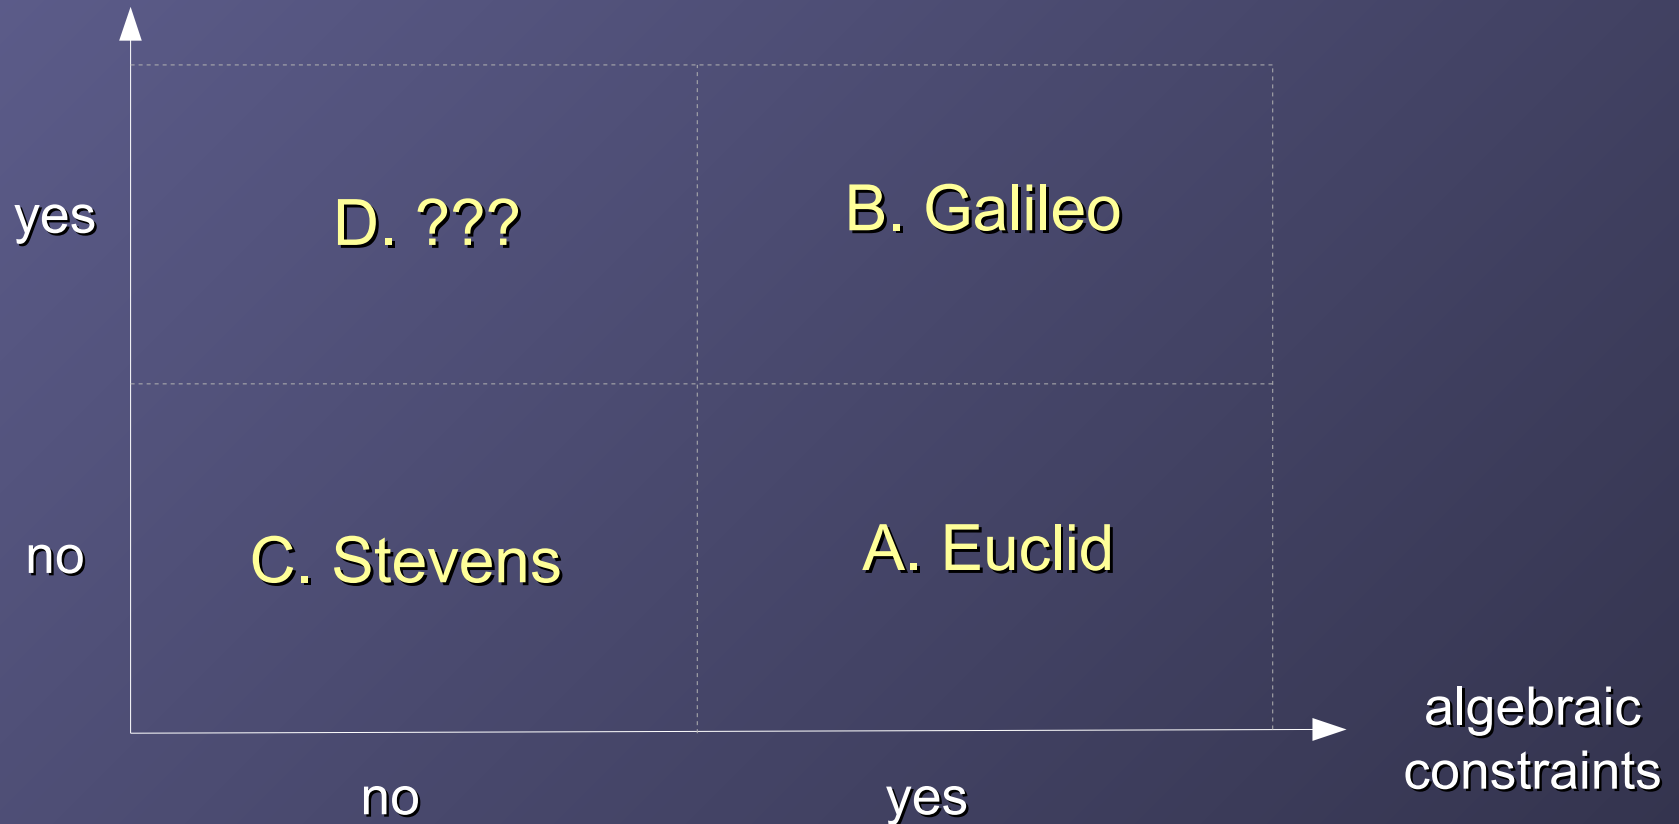 yes
D. ???
B. Galileo
no
C. Stevens
A. Euclid
algebraic
constraints
no
yes